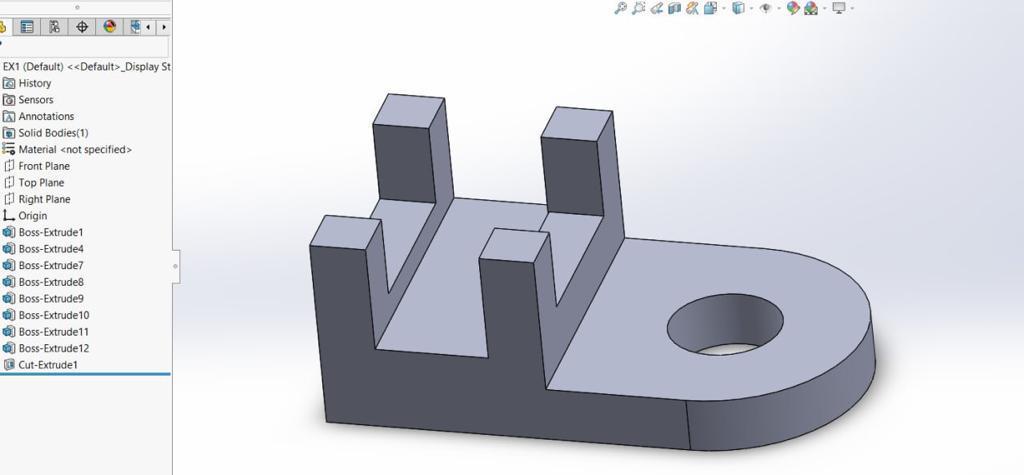 EX1 (Default) <<Default>_Display St
History
Sensors
Annotations
Solid Bodies(1)
Material <not specified>
Front Plane
Top Plane
Right Plane
Origin
Boss-Extrude1
Boss-Extrude4
Boss-Extrude7
Boss-Extrude8
Boss-Extrude9
Boss-Extrude10
Boss-Extrude11
Boss-Extrude12
Cut-Extrude1